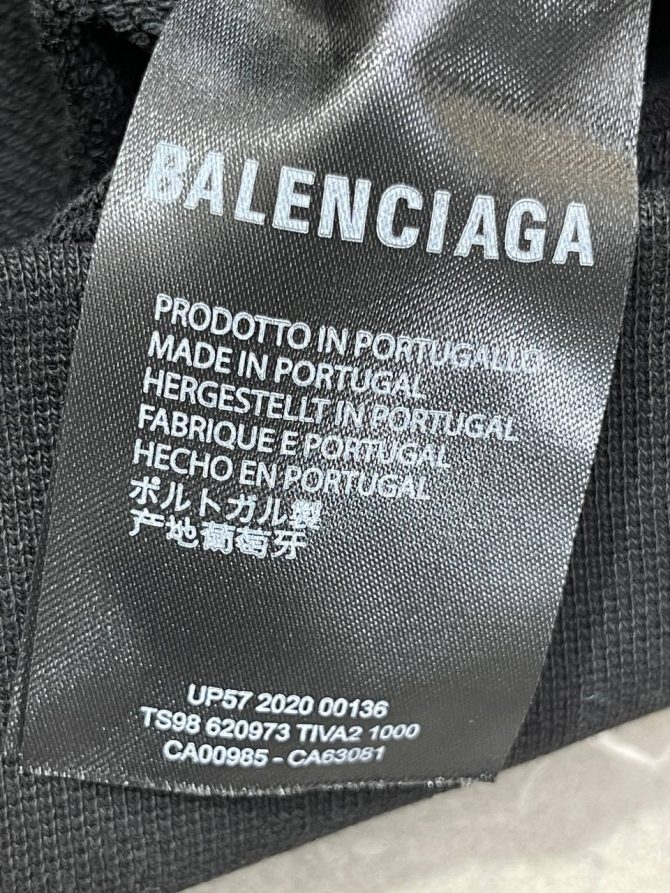 BALENCIAGA
PRODOTTO IN PORTUGALLO
MADE IN PORTUGAL
HERGESTELLT IN PORTUGAL
FABRIQUE E PORTUGAL
HECHO EN PORTUGAL
ポルトガル製
产地葡萄牙
UP57 2020 00136
TS98 620973 TIVA2 1000
CA00985 - CA63081